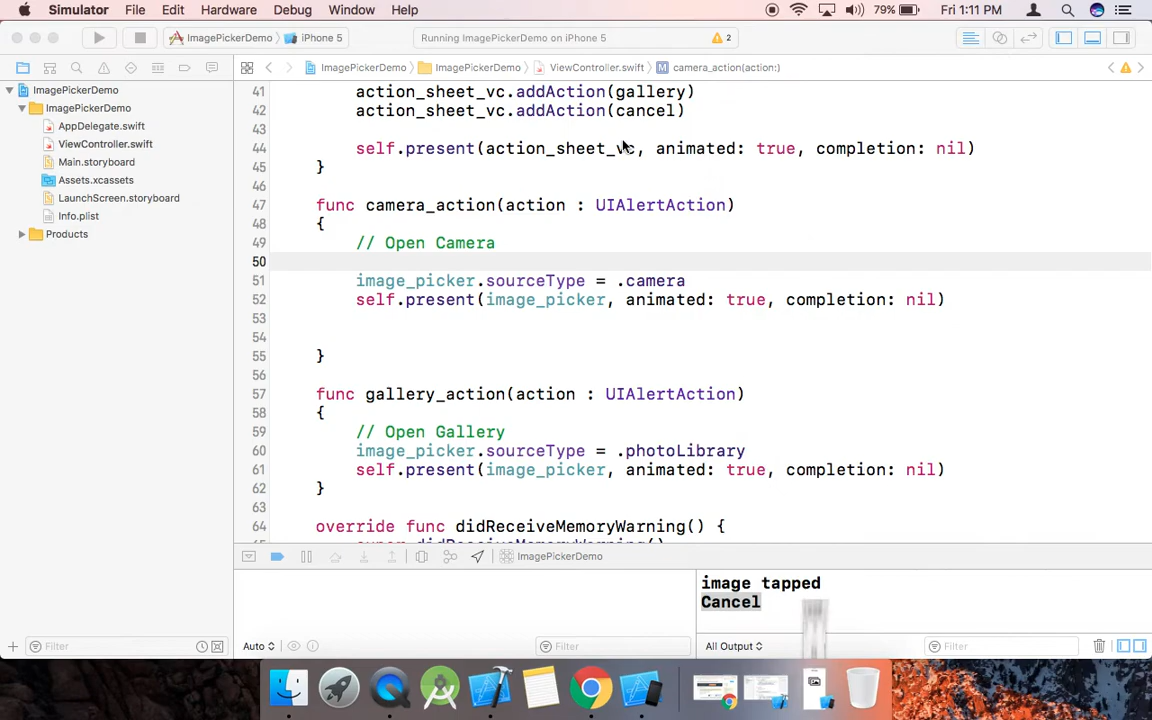 Simulator File Edit Hardware Debug Window Help 79% Fri 1:11 PM
ImagePickerDemo iPhone 5 Running ImagePickerDemo on iPhone 5 2
ImagePickerDemo ImagePickerDemo ViewController.swift M camera_action(action:)
ImagePickerDemo
ImagePickerDemo
AppDelegate.swift
ViewController.swift
Main.storyboard
Assets.xcassets
LaunchScreen.storyboard
Info.plist
Products
41 action_sheet_vc.addAction(gallery)
42 action_sheet_vc.addAction(cancel)
43
44 self.present(action_sheet_vc, animated: true, completion: nil)
45 }
46
47 func camera_action(action : UIAlertAction)
48 {
49 // Open Camera
50
51 image_picker.sourceType = .camera
52 self.present(image_picker, animated: true, completion: nil)
53
54
55 }
56
57 func gallery_action(action : UIAlertAction)
58 {
59 // Open Gallery
60 image_picker.sourceType = .photoLibrary
61 self.present(image_picker, animated: true, completion: nil)
62 }
63
64 override func didReceiveMemoryWarning() {
super.didReceiveMemoryWarning()
ImagePickerDemo
image tapped
Cancel
Filter Auto Filter All Output Filter